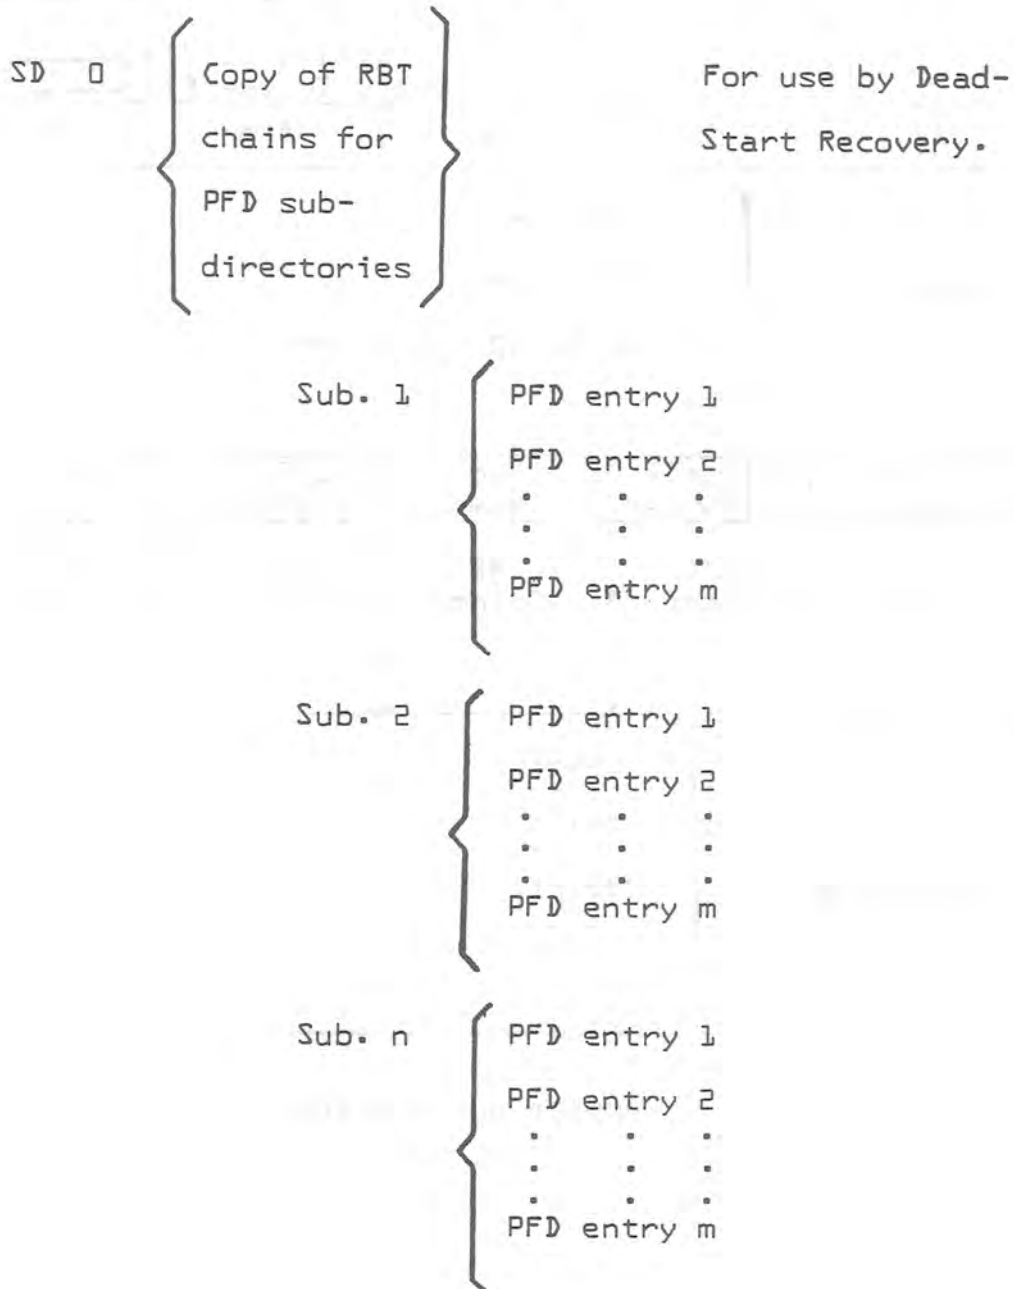 SD 0 Copy of RBT For use by Dead-
chains for Start Recovery.
PFD sub-
directories
Sub. 1 PFD entry 1
PFD entry 2
. . .
. . .
. . .
PFD entry m
Sub. 2 PFD entry 1
PFD entry 2
. . .
. . .
. . .
PFD entry m
Sub. n PFD entry 1
PFD entry 2
. . .
. . .
. . .
PFD entry m